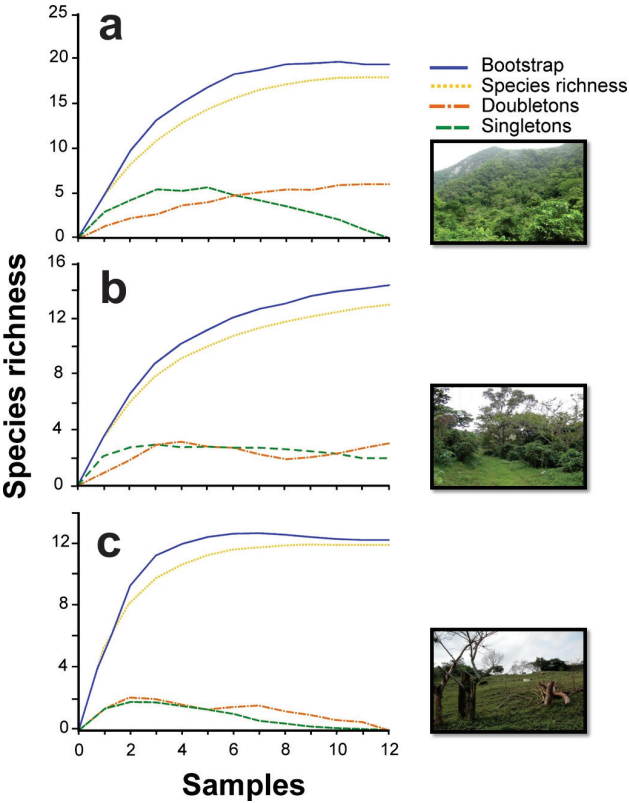 a
25
20
15
10
5
0
Bootstrap
Species richness
Doubletons
Singletons
b
16
12
8
4
0
Species richness
c
12
8
4
0
0 2 4 6 8 10 12
Samples